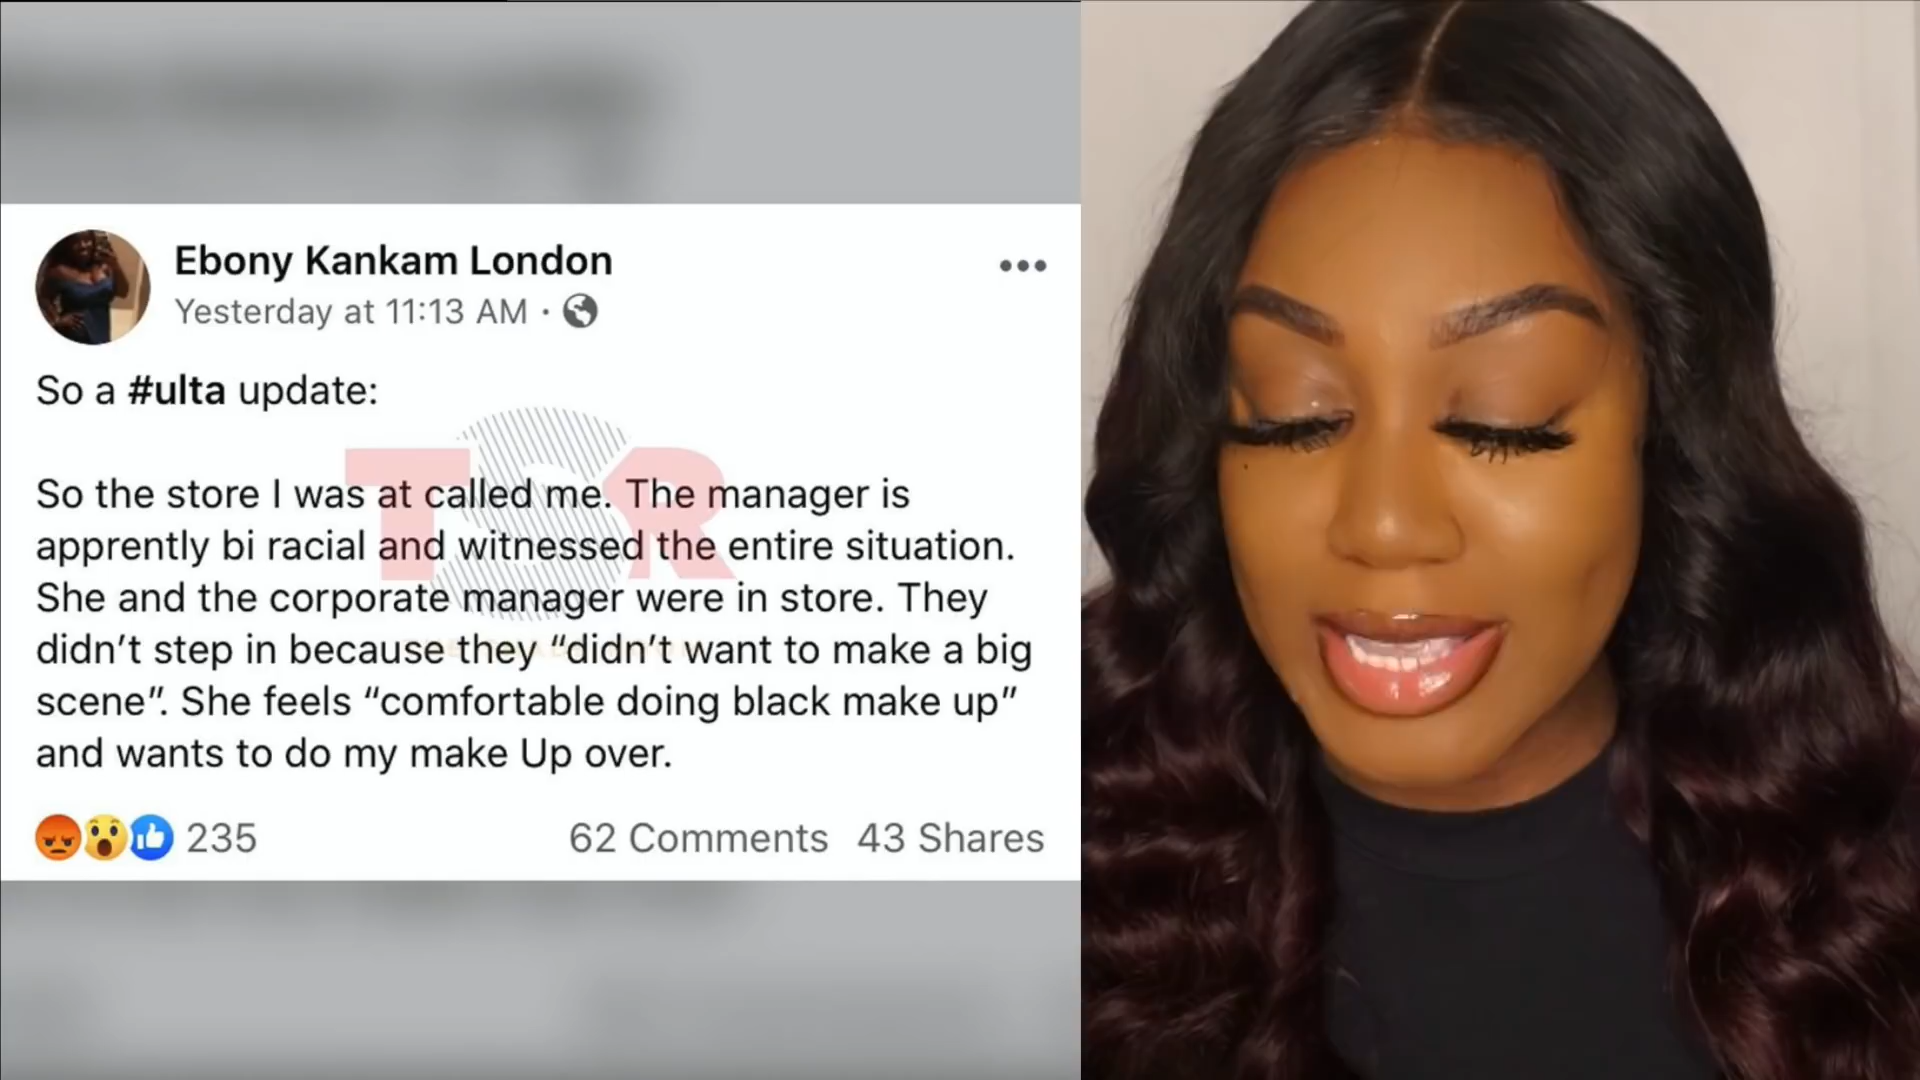 Ebony Kankam London
Yesterday at 11:13 AM ·
So a #ulta update:
So the store I was at called me. The manager is
apprently bi racial and witnessed the entire situation.
She and the corporate manager were in store. They
didn’t step in because they “didn’t want to make a big
scene”. She feels “comfortable doing black make up”
and wants to do my make Up over.
235
62 Comments 43 Shares
TSR